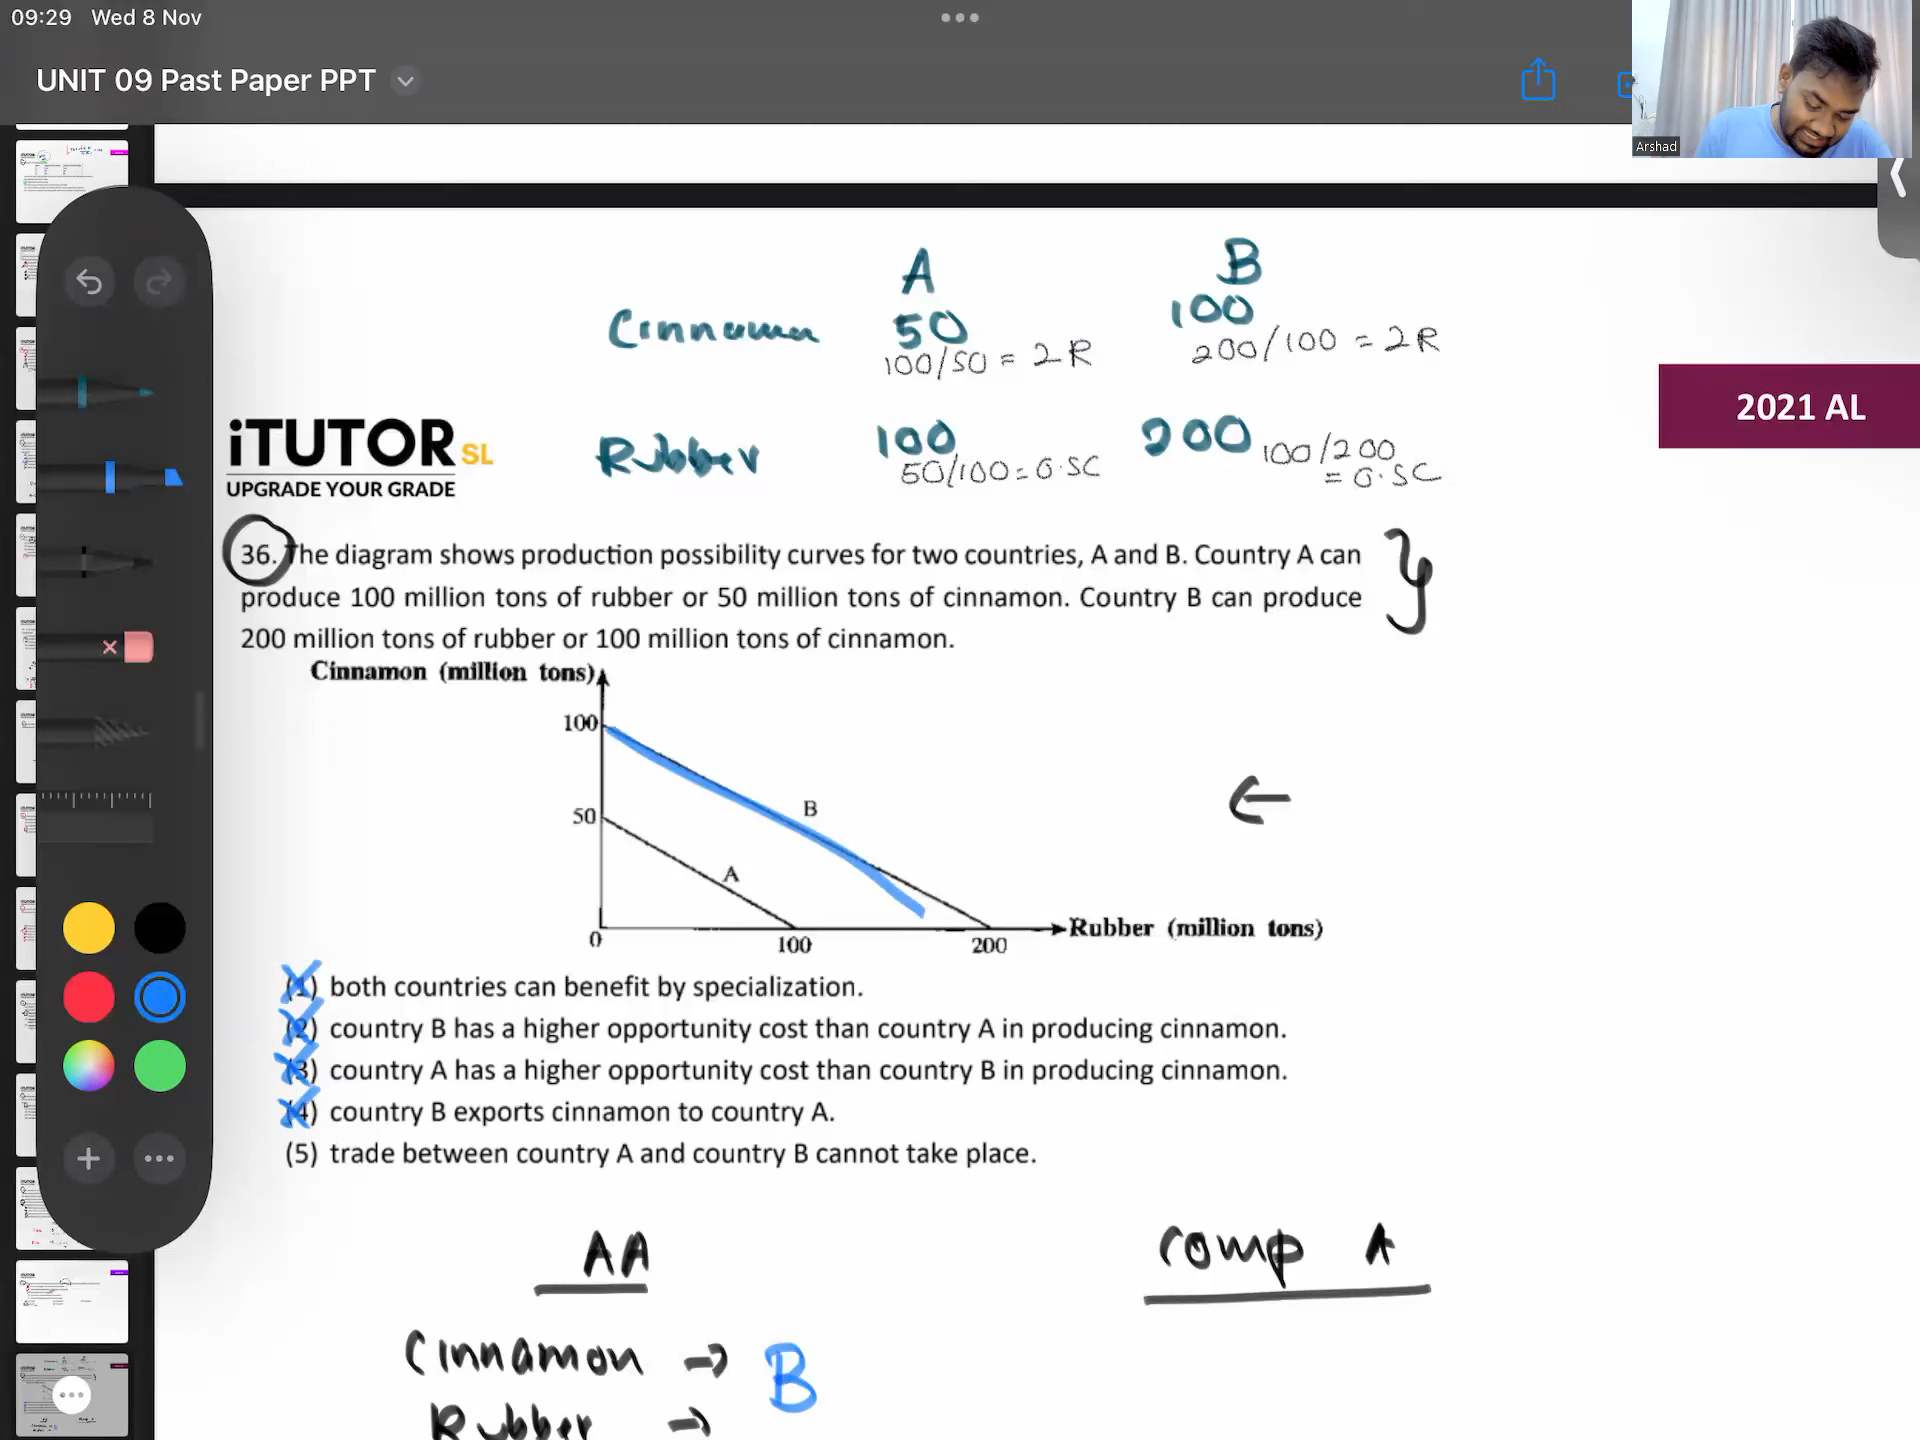 09:29 Wed 8 Nov
UNIT 09 Past Paper PPT
Arshad
A B
Cinnamon 50 100
100/50 = 2R 200/100 = 2R
2021 AL
iTUTOR SL
UPGRADE YOUR GRADE
Rubber 100 200
50/100=0.5C 100/200
= 0.5C
36. The diagram shows production possibility curves for two countries, A and B. Country A can
produce 100 million tons of rubber or 50 million tons of cinnamon. Country B can produce
200 million tons of rubber or 100 million tons of cinnamon.
Cinnamon (million tons)
100
B
50
A
0 100 200 Rubber (million tons)
(1) both countries can benefit by specialization.
(2) country B has a higher opportunity cost than country A in producing cinnamon.
(3) country A has a higher opportunity cost than country B in producing cinnamon.
(4) country B exports cinnamon to country A.
(5) trade between country A and country B cannot take place.
AA comp A
Cinnamon → B
Rubber →